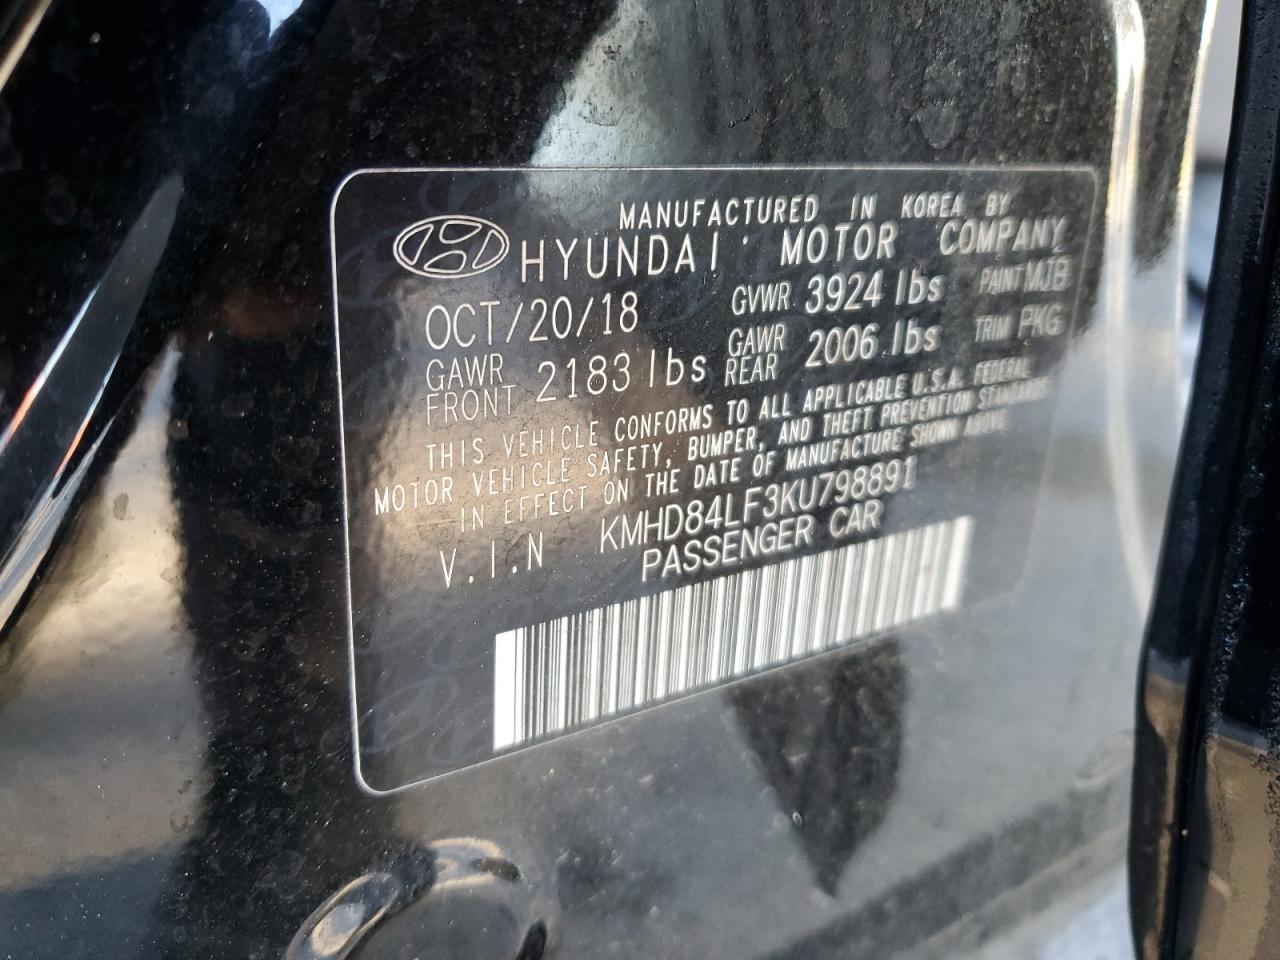 MANUFACTURED IN KOREA BY
HYUNDAI MOTOR COMPANY
OCT/20/18 GVWR 3924 lbs PAINT MJB
GAWR FRONT 2183 lbs GAWR REAR 2006 lbs TRIM PKG
THIS VEHICLE CONFORMS TO ALL APPLICABLE U.S.A. FEDERAL
MOTOR VEHICLE SAFETY, BUMPER, AND THEFT PREVENTION STANDARDS
IN EFFECT ON THE DATE OF MANUFACTURE SHOWN ABOVE
V.I.N KMHD84LF3KU798891
PASSENGER CAR